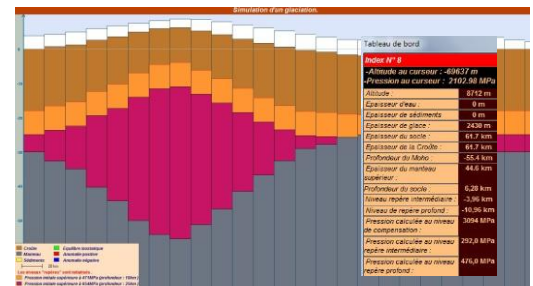 Simulation d'un glaciation.
Tableau de bord
Index N° 8
-Altitude au curseur : -69637 m
-Pression au curseur : 2102.98 MPa
Altitude : 8712 m
Epaisseur d'eau : 0 m
Epaisseur de sédiments 0 m
Epaisseur de glace : 2430 m
Epaisseur du socle : 61.7 km
Epaisseur de la Croûte : 61.7 km
Profondeur du Moho : -55.4 km
Epaisseur du manteau supérieur : 44.6 km
Profondeur du socle : 6,28 km
Niveau repère intermédiaire : -3,96 km
Niveau de repère profond : -10,96 km
Pression calculée au niveau de compensation : 3094 MPa
Pression calculée au niveau repère intermédiaire : 292,0 MPa
Pression calculée au niveau repère profond : 476,0 MPa
Croûte
Equilibre isostatique
Manteau
Anomalie positive
Sédiments
Anomalie négative